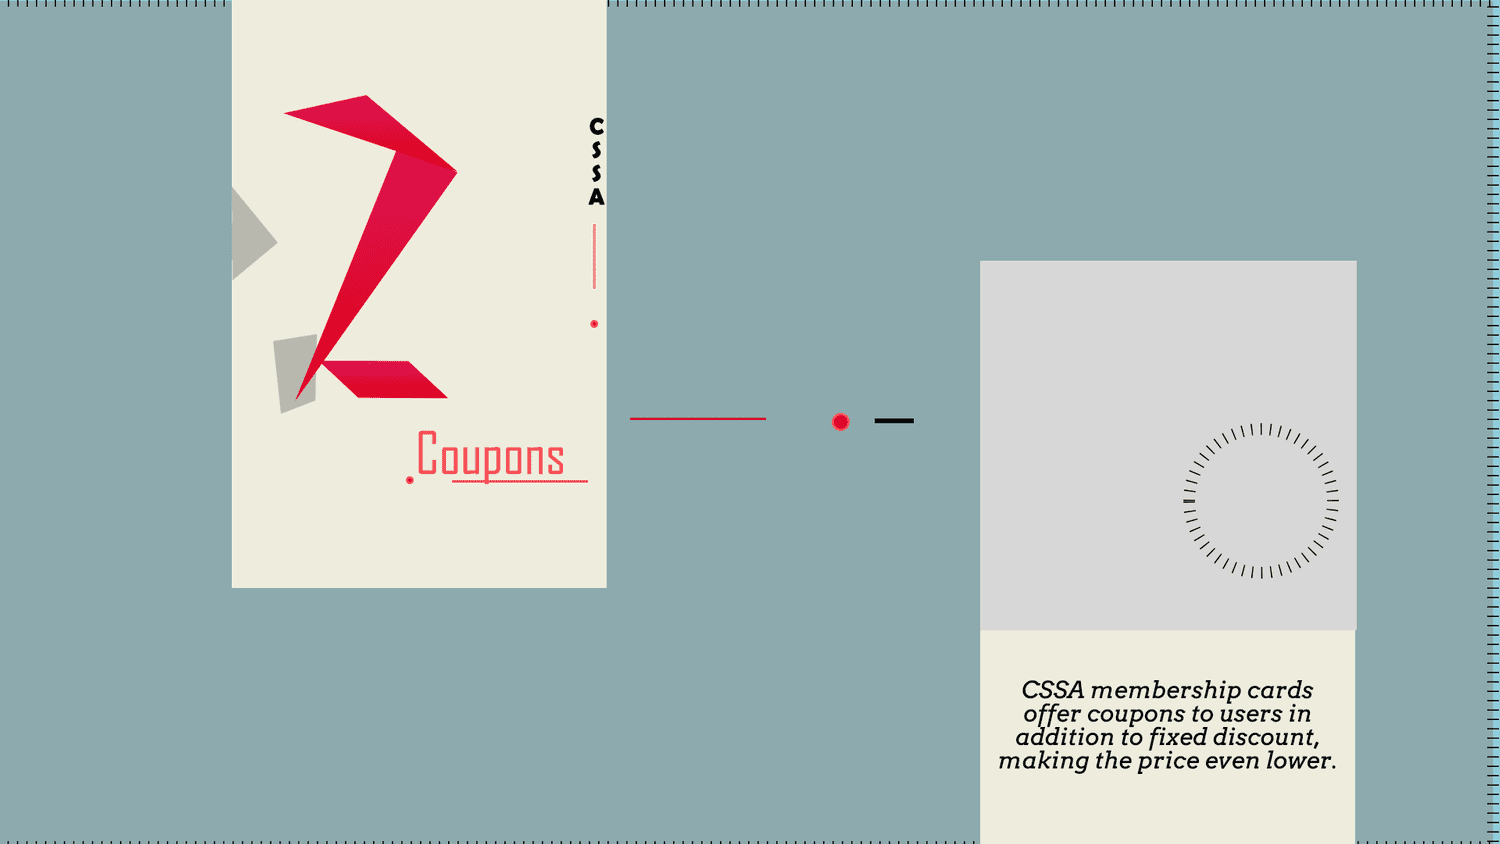 2
CSSA
Coupons
CSSA membership cards
offer coupons to users in
addition to fixed discount,
making the price even lower.